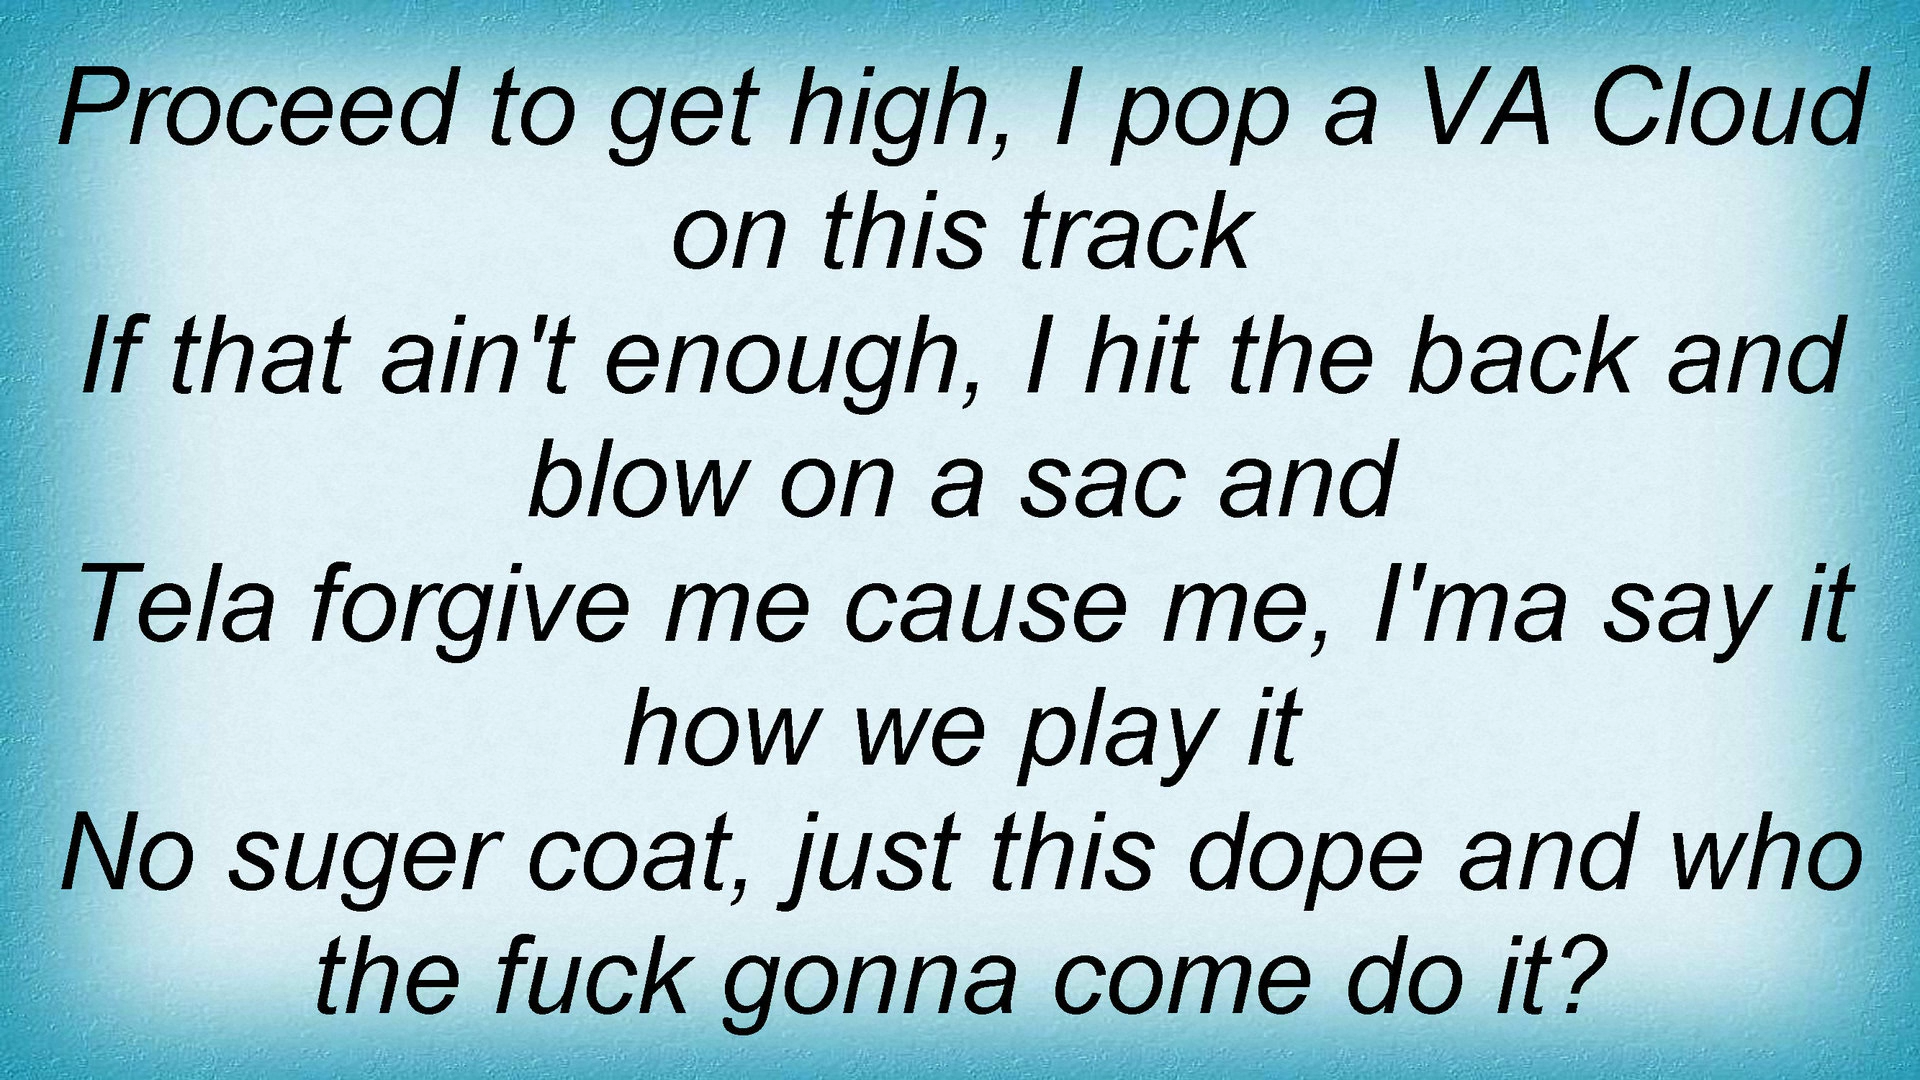 Proceed to get high, I pop a VA Cloud
on this track
If that ain't enough, I hit the back and
blow on a sac and
Tela forgive me cause me, I'ma say it
how we play it
No suger coat, just this dope and who
the fuck gonna come do it?